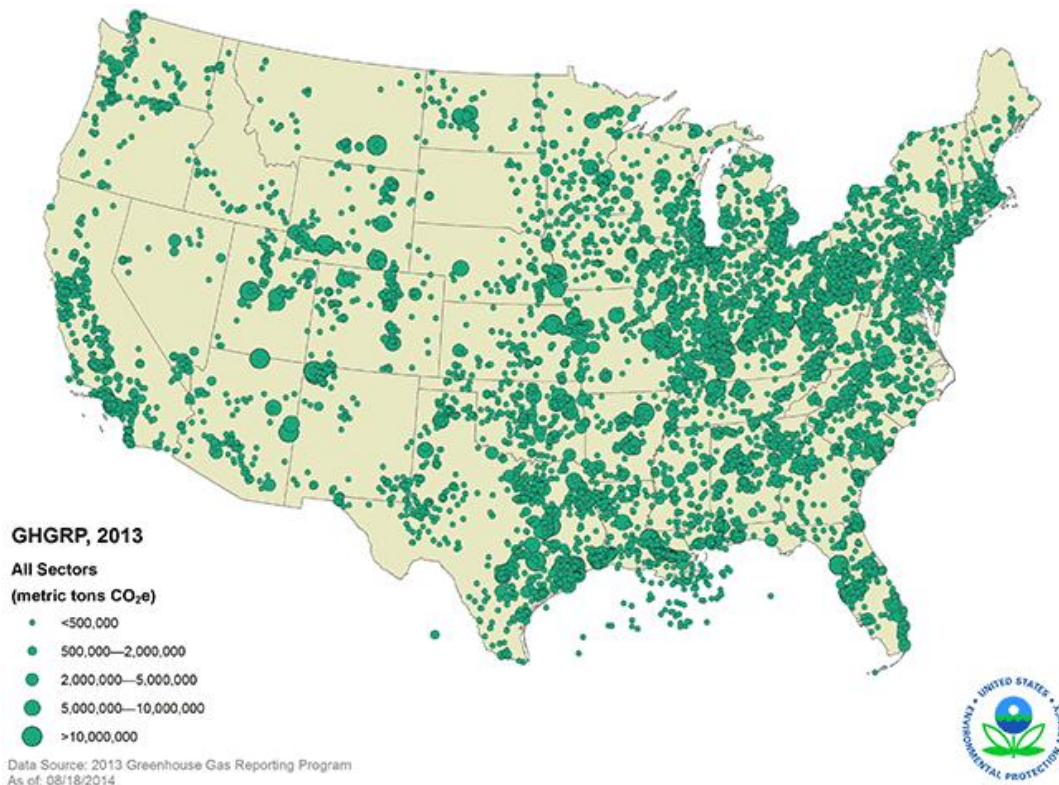 GHGRP, 2013
All Sectors
(metric tons CO₂e)
<500,000
500,000—2,000,000
2,000,000—5,000,000
5,000,000—10,000,000
>10,000,000
Data Source: 2013 Greenhouse Gas Reporting Program
As of: 08/18/2014
UNITED STATES
ENVIRONMENTAL PROTECTION